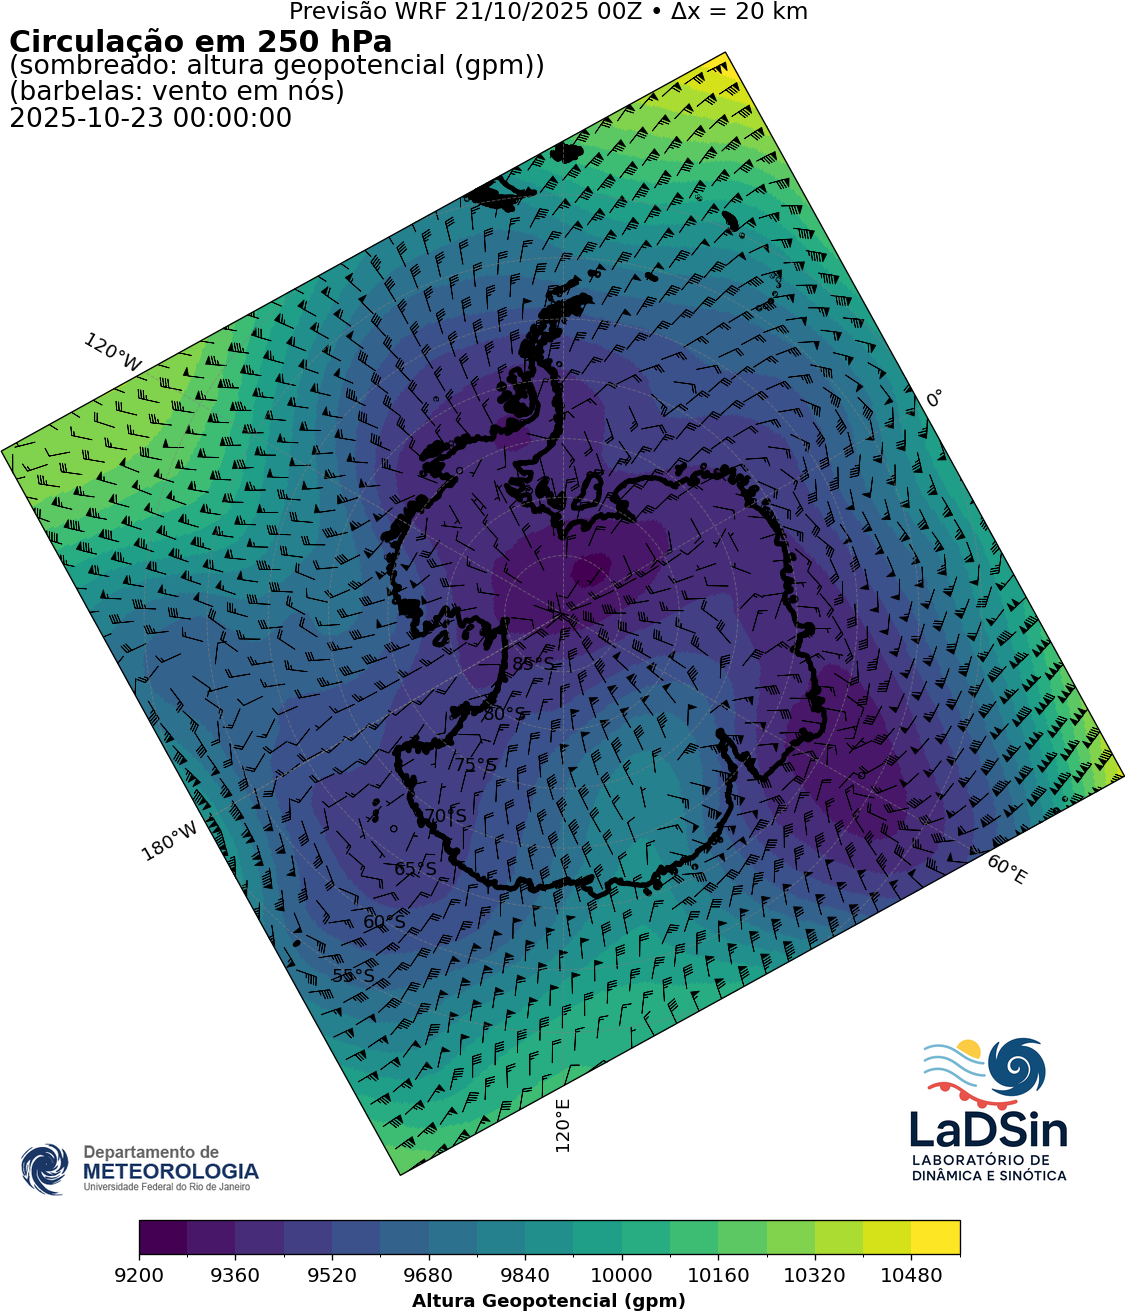 Previsão WRF 21/10/2025 00Z • Δx = 20 km
Circulação em 250 hPa
(sombreado: altura geopotencial (gpm))
(barbelas: vento em nós)
2025-10-23 00:00:00
120°W
0°
85°S
80°S
75°S
70°S
180°W
65°S
60°E
60°S
55°S
120°E
LaDSin
LABORATÓRIO DE
DINÂMICA E SINÓTICA
Departamento de
METEOROLOGIA
Universidade Federal do Rio de Janeiro
9200 9360 9520 9680 9840 10000 10160 10320 10480
Altura Geopotencial (gpm)